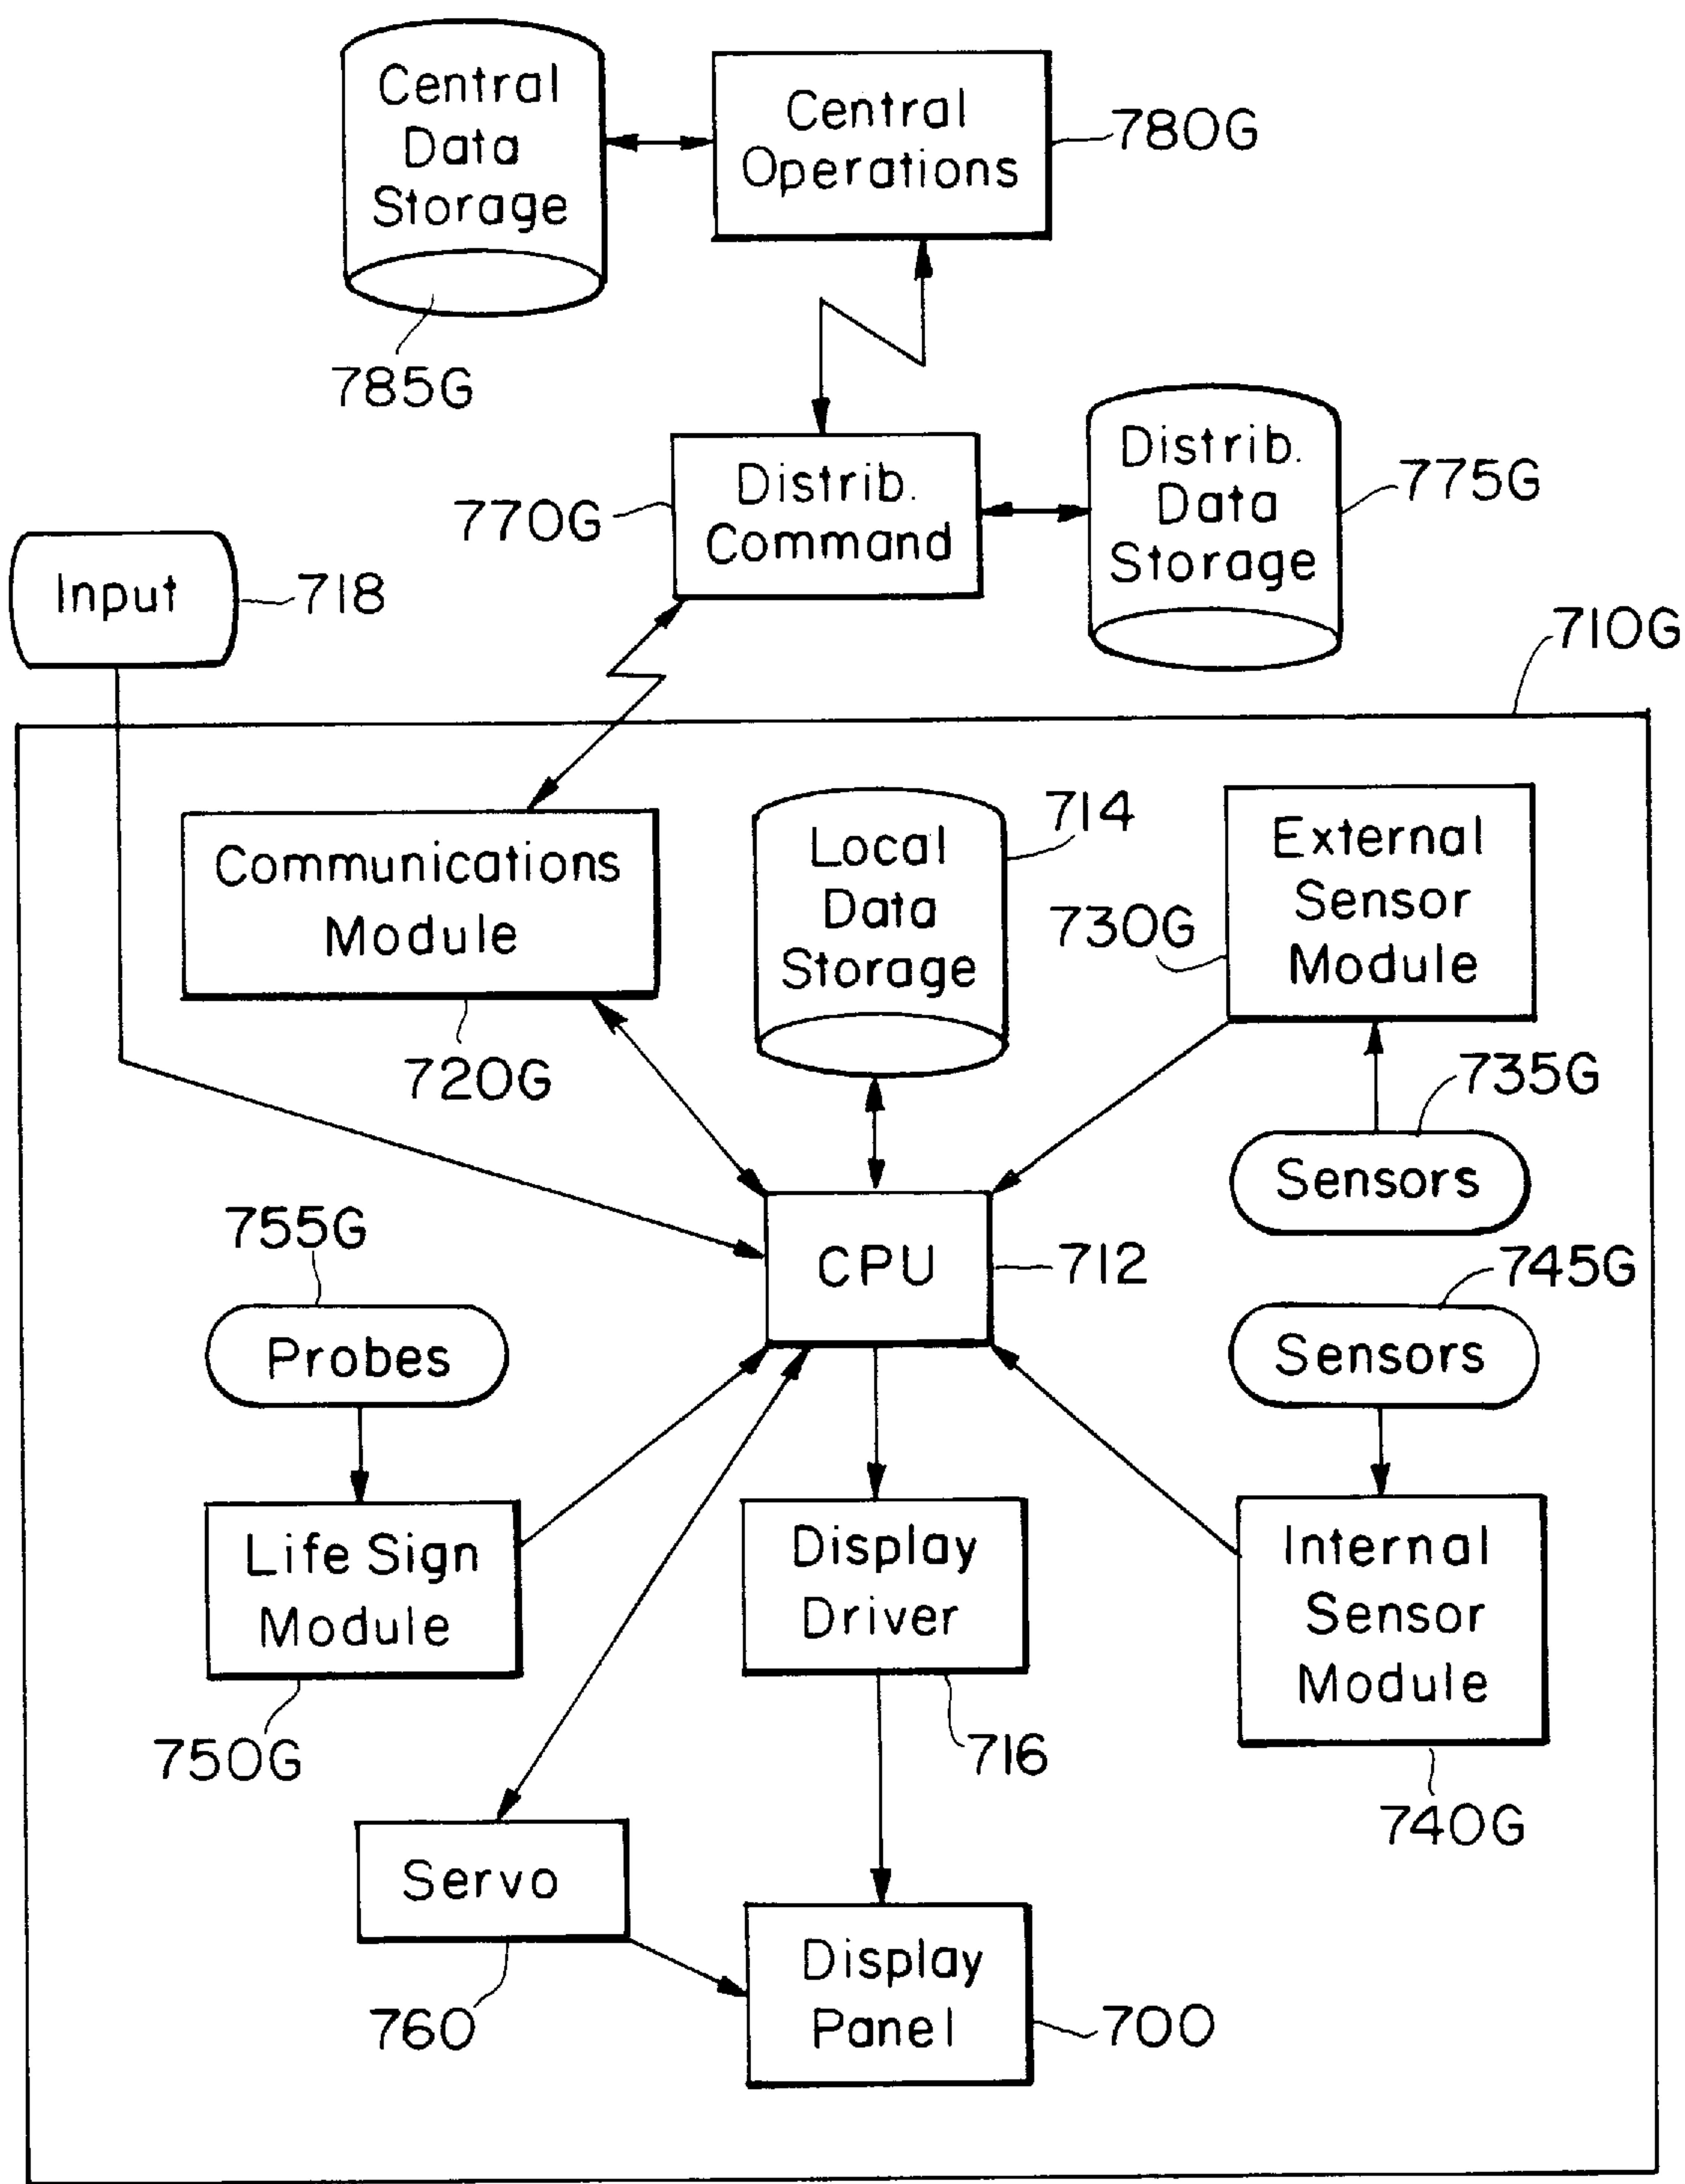 Central
Data
Storage
785G
Central
Operations
780G
Distrib.
Command
770G
Distrib.
Data
Storage
775G
Input
718
710G
Communications
Module
720G
Local
Data
Storage
714
External
Sensor
Module
730G
735G
Sensors
CPU
712
755G
Probes
745G
Sensors
Life Sign
Module
750G
Display
Driver
716
Internal
Sensor
Module
740G
Servo
760
Display
Panel
700